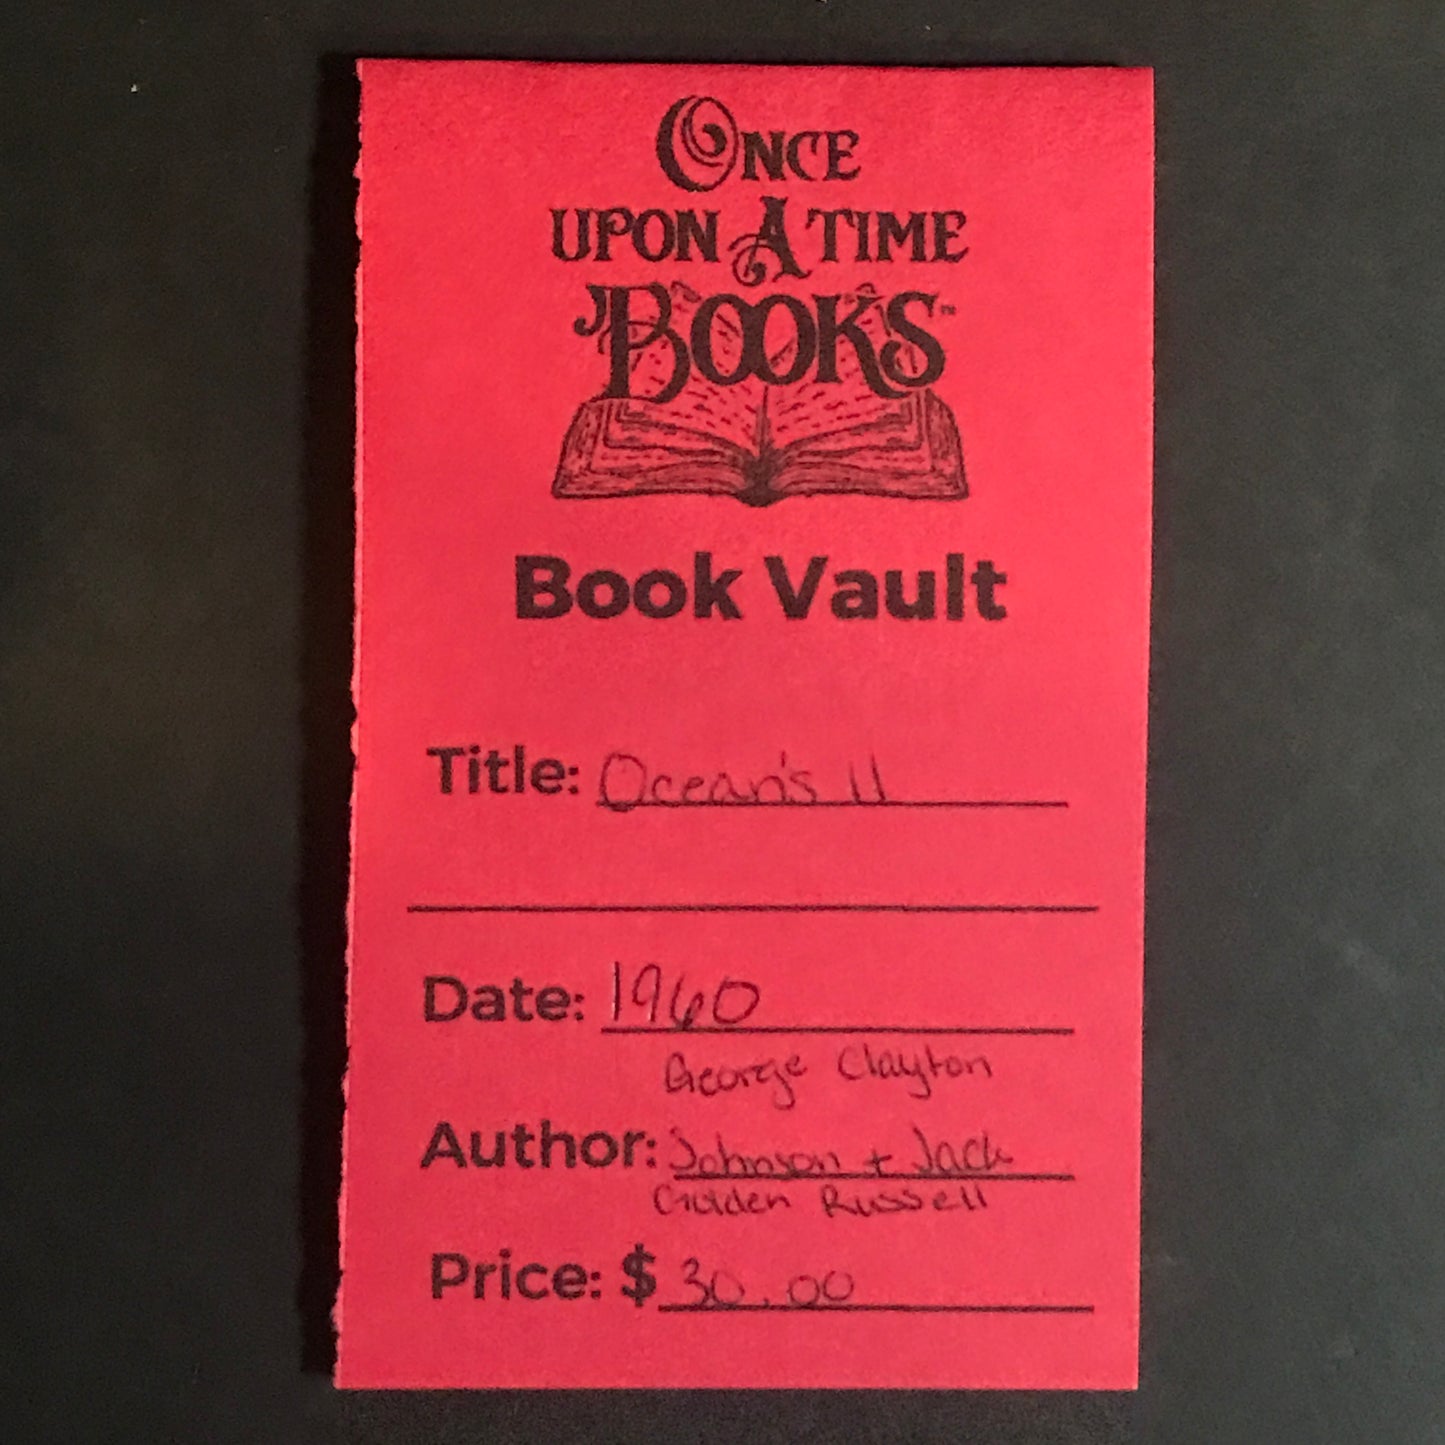 ONCE
UPON A TIME
BOOKS™
Book Vault
Title: Ocean's 11
Date: 1960
George Clayton
Author: Johnson + Jack
Golden Russell
Price: $ 30.00